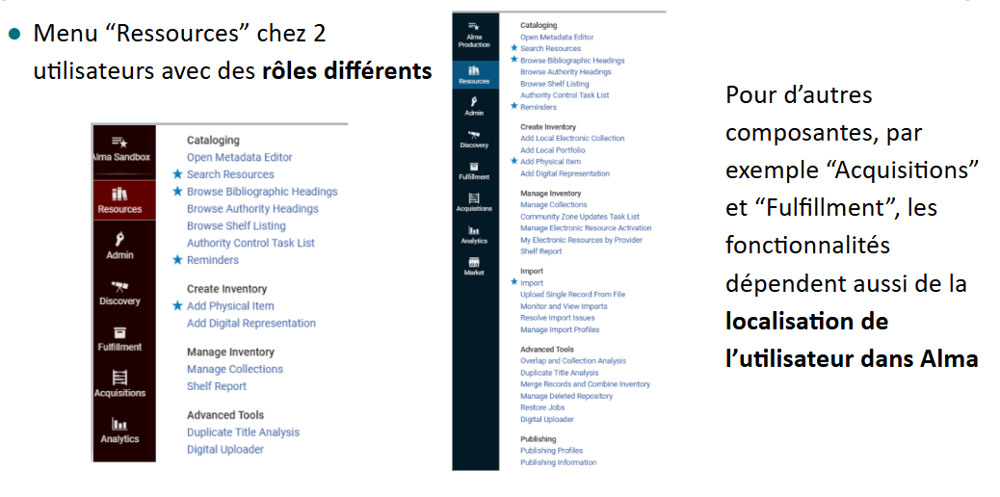 Menu “Ressources” chez 2
utilisateurs avec des rôles différents
Alma Sandbox
Resources
Admin
Discovery
Fulfillment
Acquisitions
Analytics
Cataloging
Open Metadata Editor
Search Resources
Browse Bibliographic Headings
Browse Authority Headings
Browse Shelf Listing
Authority Control Task List
Reminders
Create Inventory
Add Physical Item
Add Digital Representation
Manage Inventory
Manage Collections
Shelf Report
Advanced Tools
Duplicate Title Analysis
Digital Uploader
Alma
Production
Resources
Admin
Discovery
Fulfillment
Acquisitions
Analytics
Market
Cataloging
Open Metadata Editor
Search Resources
Browse Bibliographic Headings
Browse Authority Headings
Browse Shelf Listing
Authority Control Task List
Reminders
Create Inventory
Add Local Electronic Collection
Add Local Portfolio
Add Physical Item
Add Digital Representation
Manage Inventory
Manage Collections
Community Zone Updates Task List
Manage Electronic Resource Activation
My Electronic Resources by Provider
Shelf Report
Import
Import
Upload Single Record From File
Monitor and View Imports
Resolve Import Issues
Manage Import Profiles
Advanced Tools
Overlap and Collection Analysis
Duplicate Title Analysis
Merge Records and Combine Inventory
Manage Deleted Repository
Restore Jobs
Digital Uploader
Publishing
Publishing Profiles
Publishing Information
Pour d’autres
composantes, par
exemple “Acquisitions”
et “Fulfillment”, les
fonctionnalités
dépendent aussi de la
localisation de
l’utilisateur dans Alma